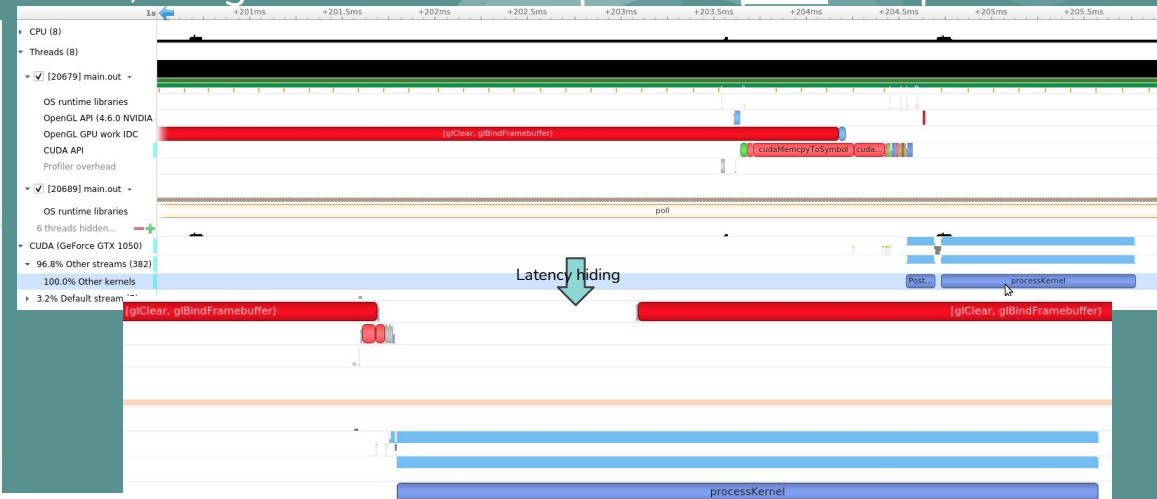 1s +201ms +201.5ms +202ms +202.5ms +203ms +203.5ms +204ms +204.5ms +205ms +205.5ms
CPU (8)
Threads (8)
[20679] main.out
OS runtime libraries
OpenGL API (4.6.0 NVIDIA
OpenGL GPU work IDC
[glClear, glBindFramebuffer)
CUDA API
cudaMemcpyToSymbol cuda...
Profiler overhead
[20689] main.out
OS runtime libraries
poll
6 threads hidden...
CUDA (GeForce GTX 1050)
96.8% Other streams (382)
100.0% Other kernels
Post... processKernel
3.2% Default stream
Latency hiding
[glClear, glBindFramebuffer) [glClear, glBindFramebuffer)
processKernel